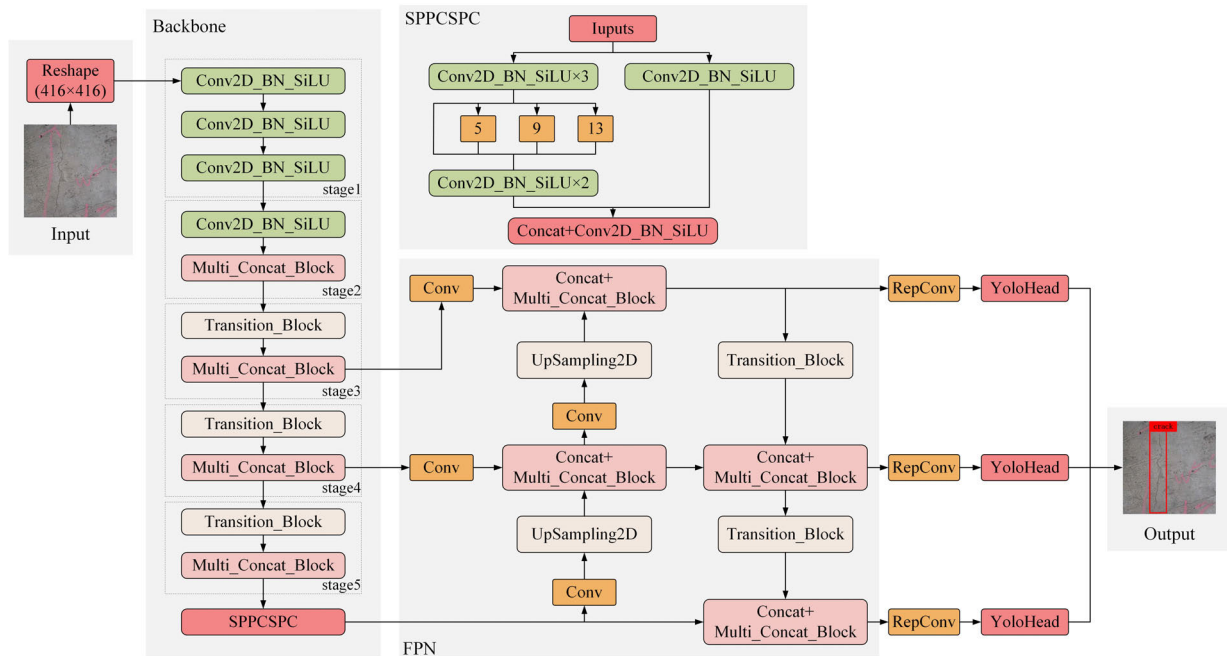 Backbone
SPPCSPC
Iuputs
Reshape
(416×416)
Conv2D_BN_SiLU
Conv2D_BN_SiLU
Conv2D_BN_SiLU
stage1
Conv2D_BN_SiLU
Multi_Concat_Block
stage2
Transition_Block
Multi_Concat_Block
stage3
Transition_Block
Multi_Concat_Block
stage4
Transition_Block
Multi_Concat_Block
stage5
SPPCSPC
Input
Conv2D_BN_SiLU×3
Conv2D_BN_SiLU
5
9
13
Conv2D_BN_SiLU×2
Concat+Conv2D_BN_SiLU
Conv
Concat+
Multi_Concat_Block
RepConv
YoloHead
UpSampling2D
Transition_Block
Conv
Conv
Concat+
Multi_Concat_Block
Concat+
Multi_Concat_Block
RepConv
YoloHead
UpSampling2D
Transition_Block
Conv
Concat+
Multi_Concat_Block
RepConv
YoloHead
FPN
crack
Output